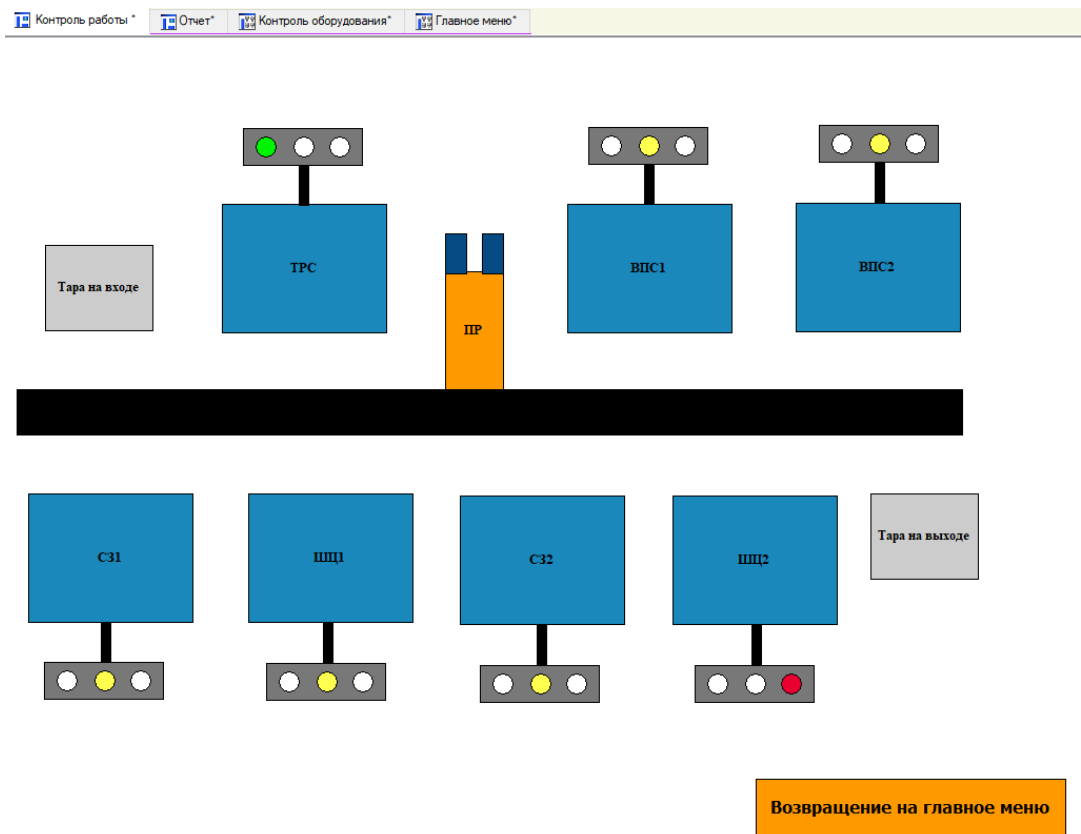 Контроль работы *
Отчет*
Контроль оборудования*
Главное меню*
ТРС
ВПС1
ВПС2
Тара на входе
ПР
СЗ1
ШЦ1
СЗ2
ШЦ2
Тара на выходе
Возвращение на главное меню